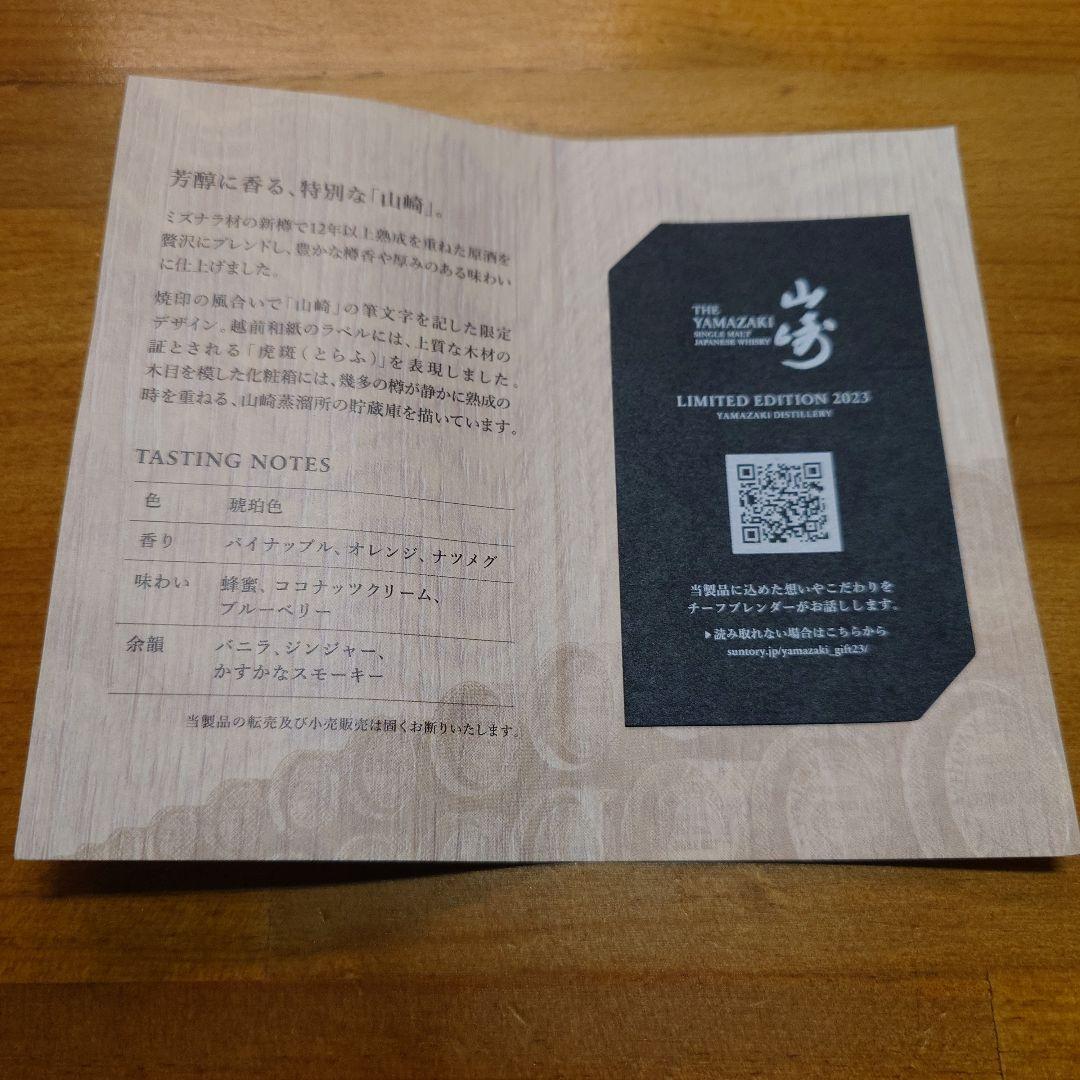 芳醇に香る、特別な「山崎」。
ミズナラ材の新樽で12年以上熟成を重ねた原酒を
贅沢にブレンドし、豊かな樽香や厚みのある味わい
に仕上げました。
焼印の風合いで「山崎」の筆文字を記した限定
デザイン。越前和紙のラベルには、上質な木材の
証とされる「虎斑(とらふ)」を表現しました。
木目を模した化粧箱には、幾多の樽が静かに熟成の
時を重ねる、山崎蒸溜所の貯蔵庫を描いています。
TASTING NOTES
色 琥珀色
香り パイナップル、オレンジ、ナツメグ
味わい 蜂蜜、ココナッツクリーム、
ブルーベリー
余韻 バニラ、ジンジャー、
かすかなスモーキー
当製品の転売及び小売販売は固くお断りいたします。
THE
YAMAZAKI
SINGLE MALT
JAPANESE WHISKY
山崎
LIMITED EDITION 2023
YAMAZAKI DISTILLERY
当製品に込めた想いやこだわりを
チーフブレンダーがお話しします。
▶読み取れない場合はこちらから
suntory.jp/yamazaki_gift23/